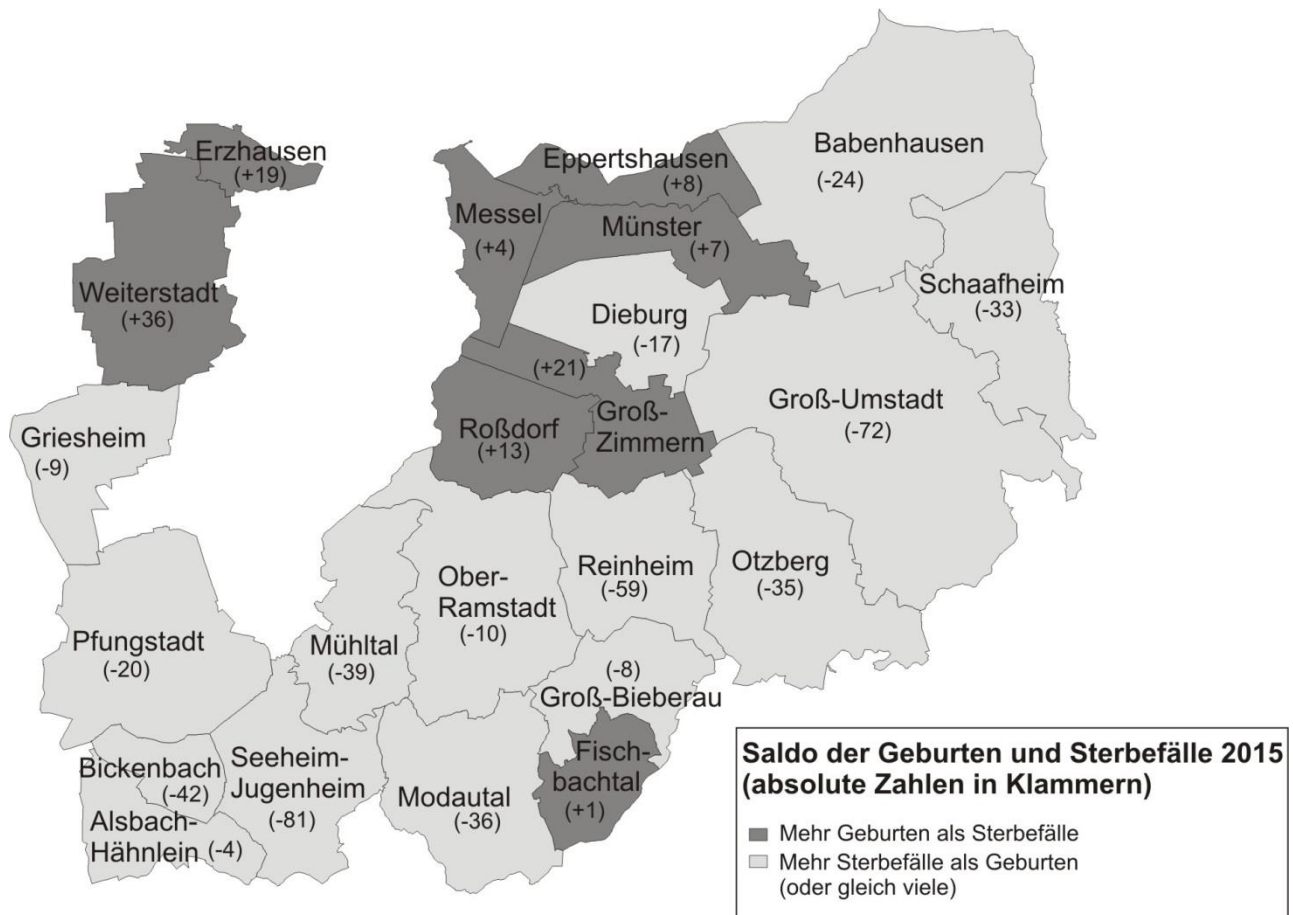 Erzhausen
(+19)
Eppertshausen
(+8)
Babenhausen
(-24)
Messel
(+4)
Münster
(+7)
Weiterstadt
(+36)
Schaafheim
(-33)
Dieburg
(-17)
(+21)
Groß-
Zimmern
Groß-Umstadt
(-72)
Griesheim
(-9)
Roßdorf
(+13)
Reinheim
(-59)
Otzberg
(-35)
Ober-
Ramstadt
(-10)
Pfungstadt
(-20)
Mühltal
(-39)
(-8)
Groß-Bieberau
Fisch-
bachtal
(+1)
Bickenbach
(-42)
Seeheim-
Jugenheim
(-81)
Modautal
(-36)
Alsbach-
Hähnlein (-4)
Saldo der Geburten und Sterbefälle 2015
(absolute Zahlen in Klammern)
Mehr Geburten als Sterbefälle
Mehr Sterbefälle als Geburten
(oder gleich viele)